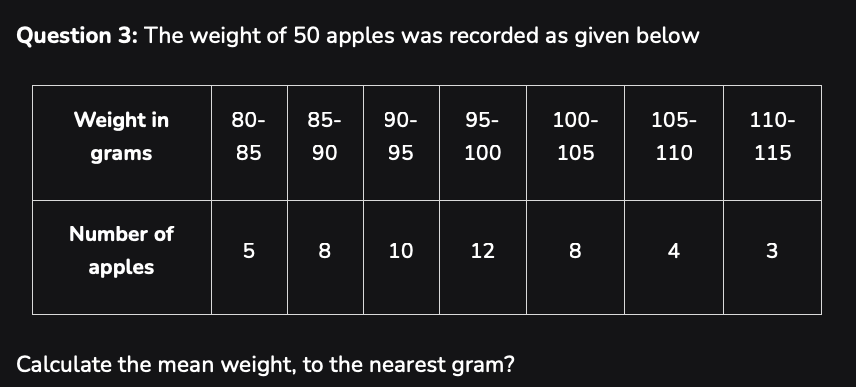 Question 3: The weight of 50 apples was recorded as given below
Weight in grams 80-85 85-90 90-95 95-100 100-105 105-110 110-115
Number of apples 5 8 10 12 8 4 3
Calculate the mean weight, to the nearest gram?